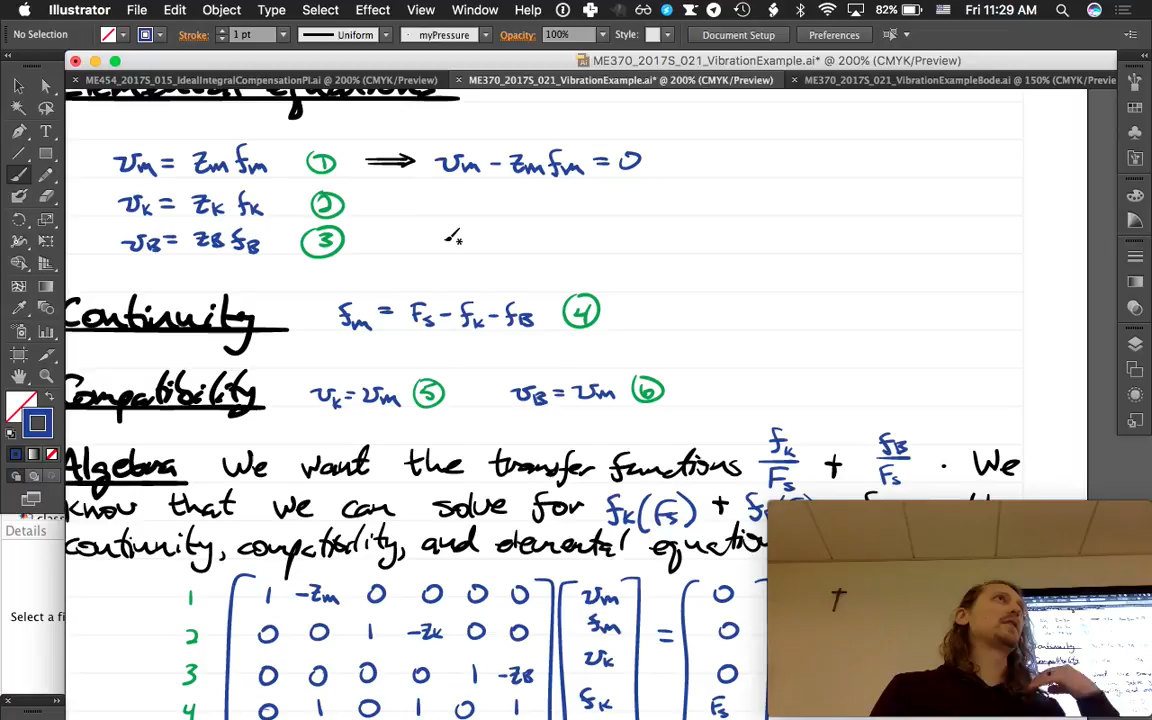 Illustrator File Edit Object Type Select Effect View Window Help 82% Fri 11:29 AM
No Selection Stroke: 1 pt Uniform myPressure Opacity: 100% Style: Document Setup Preferences
ME370_2017S_021_VibrationExample.ai* @ 200% (CMYK/Preview)
ME454_2017S_015_IdealIntegralCompensationPI.ai @ 200% (CMYK/Preview) ME370_2017S_021_VibrationExample.ai* @ 200% (CMYK/Preview) ME370_2017S_021_VibrationExampleBode.ai @ 150% (CMYK/Preview)
Elemental Equations
vm = zm fm ① ⟹ vm - zm fm = 0
vk = zk fk ②
vB = zB fB ③
Continuity fm = Fs - fk - fB ④
Compatibility vk = vm ⑤ vB = vm ⑥
Algebra We want the transfer functions fk/Fs + fB/Fs. We
know that we can solve for fk(Fs) +
continuity, compatibility, and elemental
Details
Select a
1 1 -zm 0 0 0 0 vm 0
2 0 0 1 -zk 0 0 fm = 0
3 0 0 0 0 1 -zB vk 0
4 0 1 0 1 0 1 fk Fs